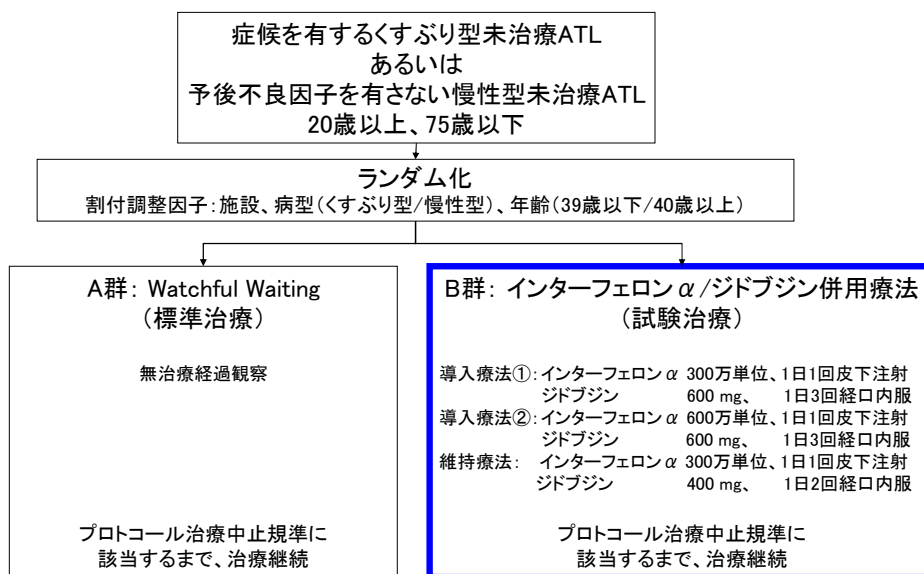 症候を有するくすぶり型未治療ATL
あるいは
予後不良因子を有さない慢性型未治療ATL
20歳以上、75歳以下
ランダム化
割付調整因子：施設、病型（くすぶり型/慢性型）、年齢（39歳以下/40歳以上）
A群： Watchful Waiting
（標準治療）
無治療経過観察
プロトコール治療中止規準に
該当するまで、治療継続
B群： インターフェロンα/ジドブジン併用療法
（試験治療）
導入療法①：インターフェロンα 300万単位、1日1回皮下注射
ジドブジン 600 mg、 1日3回経口内服
導入療法②：インターフェロンα 600万単位、1日1回皮下注射
ジドブジン 600 mg、 1日3回経口内服
維持療法： インターフェロンα 300万単位、1日1回皮下注射
ジドブジン 400 mg、 1日2回経口内服
プロトコール治療中止規準に
該当するまで、治療継続